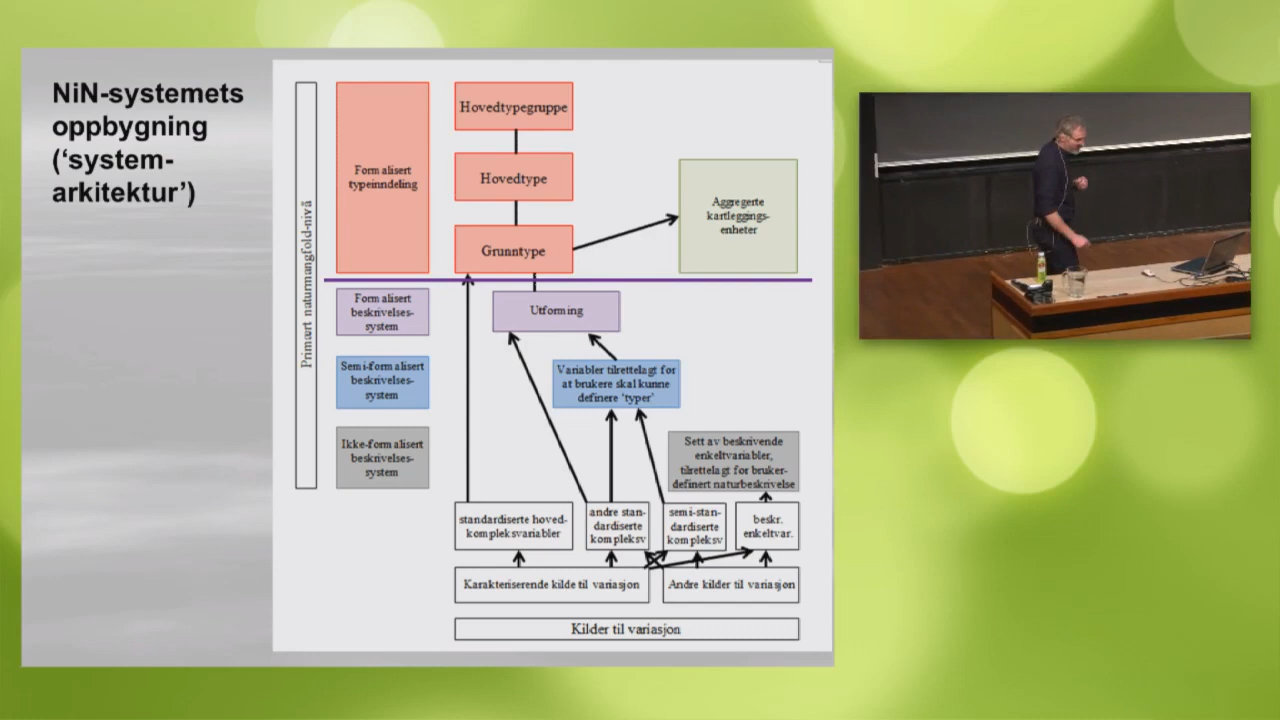 NiN-systemets
oppbygning
(‘system-
arkitektur’)
Primært naturmangfold-nivå
Formalisert
typeinndeling
Hovedtypegruppe
Hovedtype
Grunntype
Aggregerte
kartleggings-
enheter
Formalisert
beskrivelses-
system
Utforming
Semi-formalisert
beskrivelses-
system
Variabler tilrettelagt for
at brukere skal kunne
definere ‘typer’
Ikke-formalisert
beskrivelses-
system
Sett av beskrivende
enkeltvariabler,
tilrettelagt for bruker-
definert naturbeskrivelse
standardiserte hoved-
kompleksvariabler
andre stan-
dardiserte
kompleksv
semi-stan-
dardiserte
kompleksv
beskr.
enkeltvar.
Karakteriserende kilde til variasjon
Andre kilder til variasjon
Kilder til variasjon